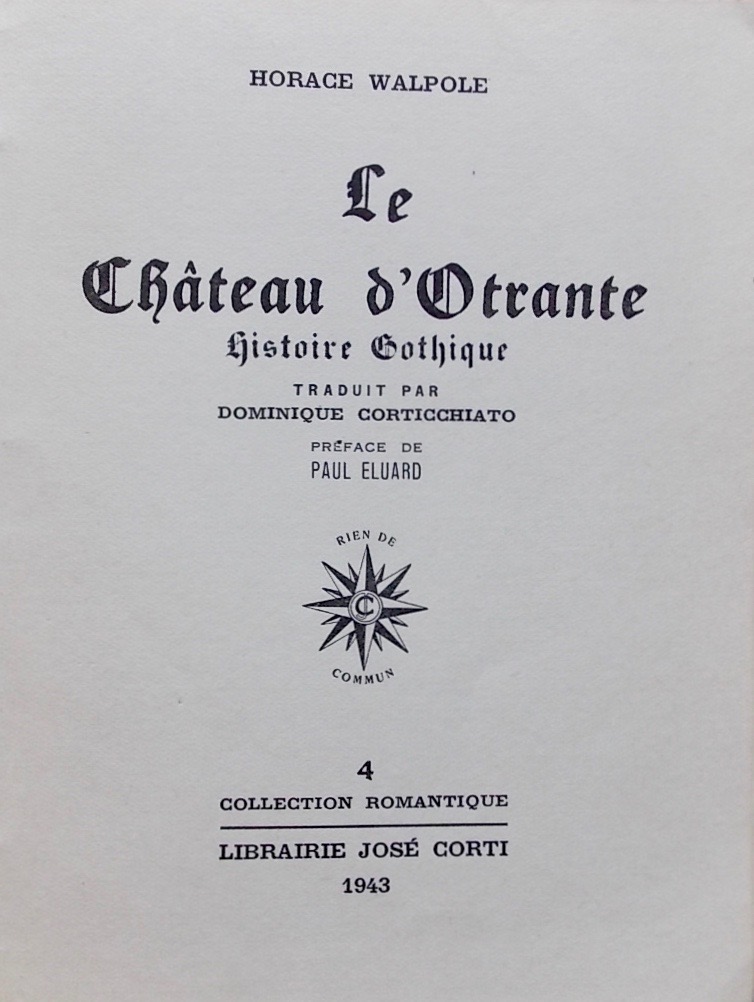 HORACE WALPOLE
Le
Château d'Otrante
Histoire Gothique
TRADUIT PAR
DOMINIQUE CORTICCHIATO
PRÉFACE DE
PAUL ELUARD
RIEN DE
JC
COMMUN
4
COLLECTION ROMANTIQUE
LIBRAIRIE JOSÉ CORTI
1943